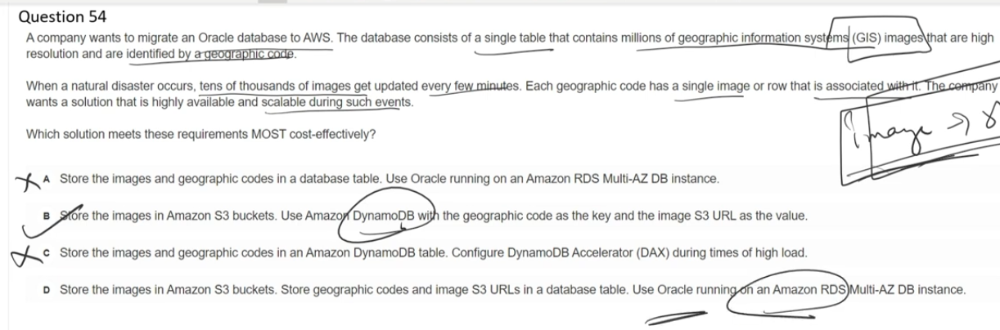 Question 54
A company wants to migrate an Oracle database to AWS. The database consists of a single table that contains millions of geographic information systems (GIS) images that are high
resolution and are identified by a geographic code.
When a natural disaster occurs, tens of thousands of images get updated every few minutes. Each geographic code has a single image or row that is associated with it. The company
wants a solution that is highly available and scalable during such events.
Which solution meets these requirements MOST cost-effectively?
Image →
A Store the images and geographic codes in a database table. Use Oracle running on an Amazon RDS Multi-AZ DB instance.
B Store the images in Amazon S3 buckets. Use Amazon DynamoDB with the geographic code as the key and the image S3 URL as the value.
C Store the images and geographic codes in an Amazon DynamoDB table. Configure DynamoDB Accelerator (DAX) during times of high load.
D Store the images in Amazon S3 buckets. Store geographic codes and image S3 URLs in a database table. Use Oracle running on an Amazon RDS Multi-AZ DB instance.